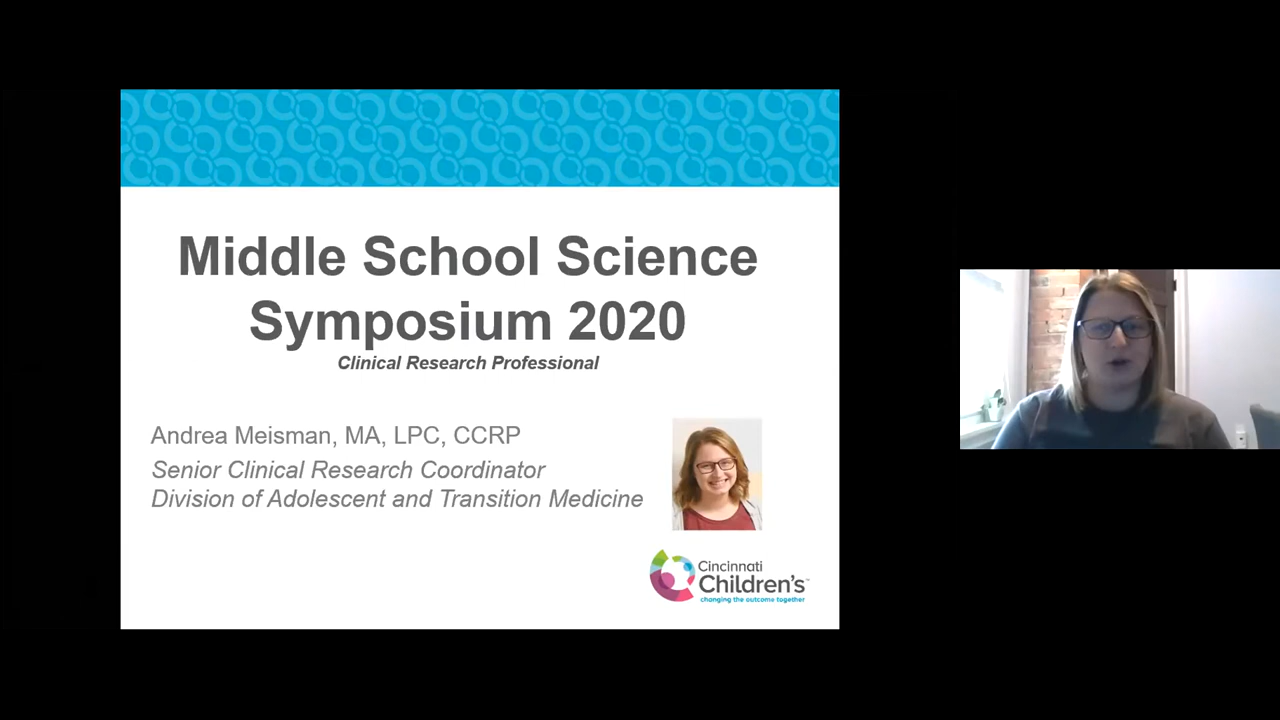 Middle School Science
Symposium 2020
Clinical Research Professional
Andrea Meisman, MA, LPC, CCRP
Senior Clinical Research Coordinator
Division of Adolescent and Transition Medicine
Cincinnati
Children's™
changing the outcome together